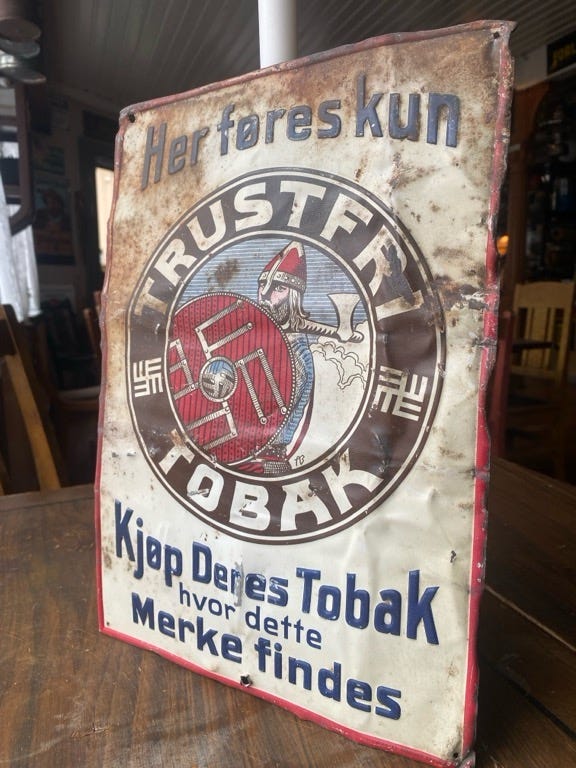 Her føres kun
TRUSTFRI
TOBAK
Kjøp Deres Tobak
hvor dette
Merke findes